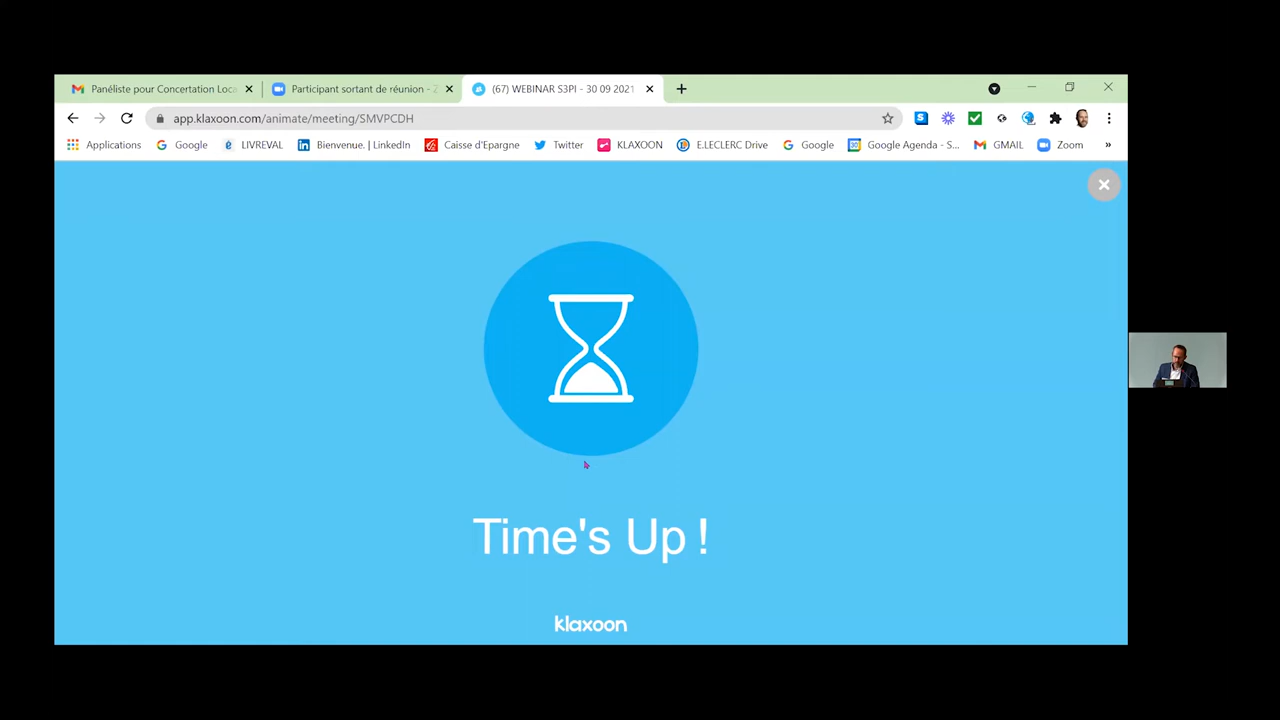 Panéliste pour Concertation Loca
Participant sortant de réunion - Z
(67) WEBINAR S3PI - 30 09 2021
app.klaxoon.com/animate/meeting/SMVPCDH
Applications
Google
LIVREVAL
Bienvenue. | LinkedIn
Caisse d'Epargne
Twitter
KLAXOON
E.LECLERC Drive
Google
Google Agenda - S...
GMAIL
Zoom
»
Time's Up !
klaxoon